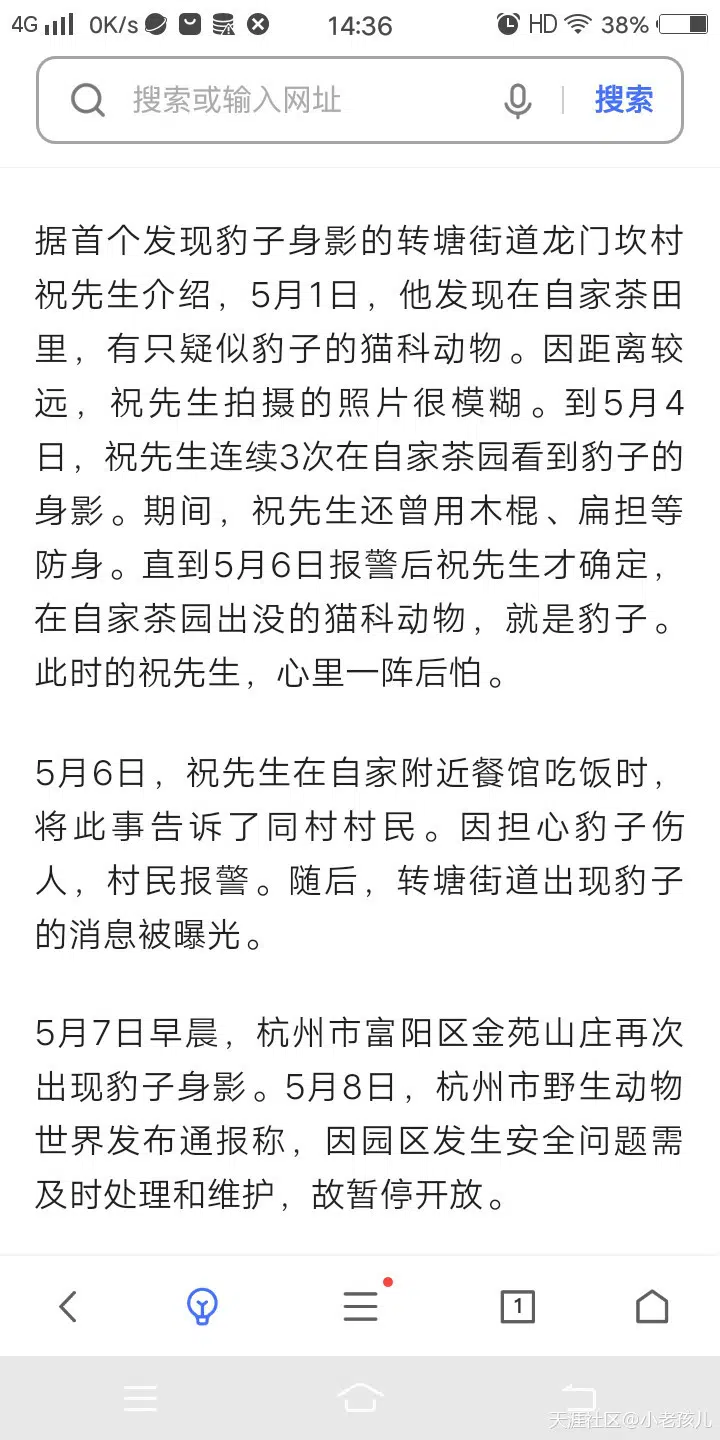 4G 0K/s 14:36 HD 38%
搜索或输入网址 搜索
据首个发现豹子身影的转塘街道龙门坎村
祝先生介绍，5月1日，他发现在自家茶田
里，有只疑似豹子的猫科动物。因距离较
远，祝先生拍摄的照片很模糊。到5月4
日，祝先生连续3次在自家茶园看到豹子的
身影。期间，祝先生还曾用木棍、扁担等
防身。直到5月6日报警后祝先生才确定，
在自家茶园出没的猫科动物，就是豹子。
此时的祝先生，心里一阵后怕。
5月6日，祝先生在自家附近餐馆吃饭时，
将此事告诉了同村村民。因担心豹子伤
人，村民报警。随后，转塘街道出现豹子
的消息被曝光。
5月7日早晨，杭州市富阳区金苑山庄再次
出现豹子身影。5月8日，杭州市野生动物
世界发布通报称，因园区发生安全问题需
及时处理和维护，故暂停开放。
1
天涯社区@小老孩儿